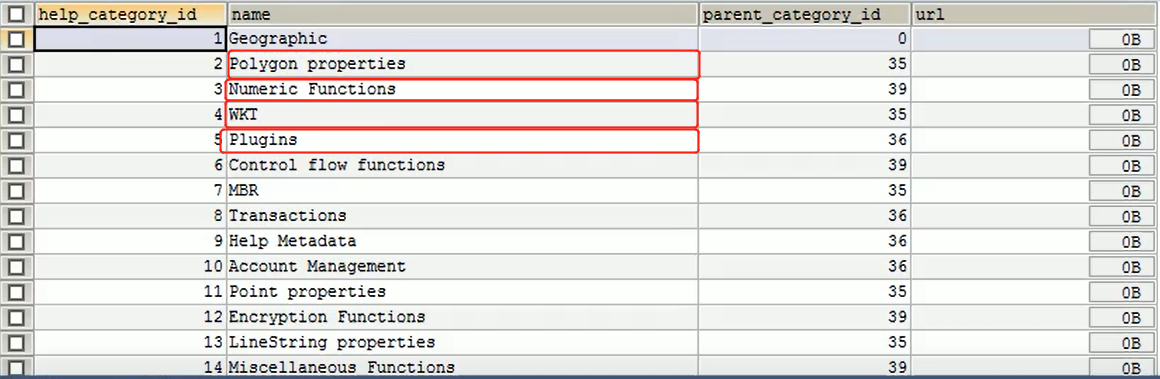 help_category_id name parent_category_id url
1 Geographic 0 0B
2 Polygon properties 35 0B
3 Numeric Functions 39 0B
4 WKT 35 0B
5 Plugins 36 0B
6 Control flow functions 39 0B
7 MBR 35 0B
8 Transactions 36 0B
9 Help Metadata 36 0B
10 Account Management 36 0B
11 Point properties 35 0B
12 Encryption Functions 39 0B
13 LineString properties 35 0B
14 Miscellaneous Functions 39 0B